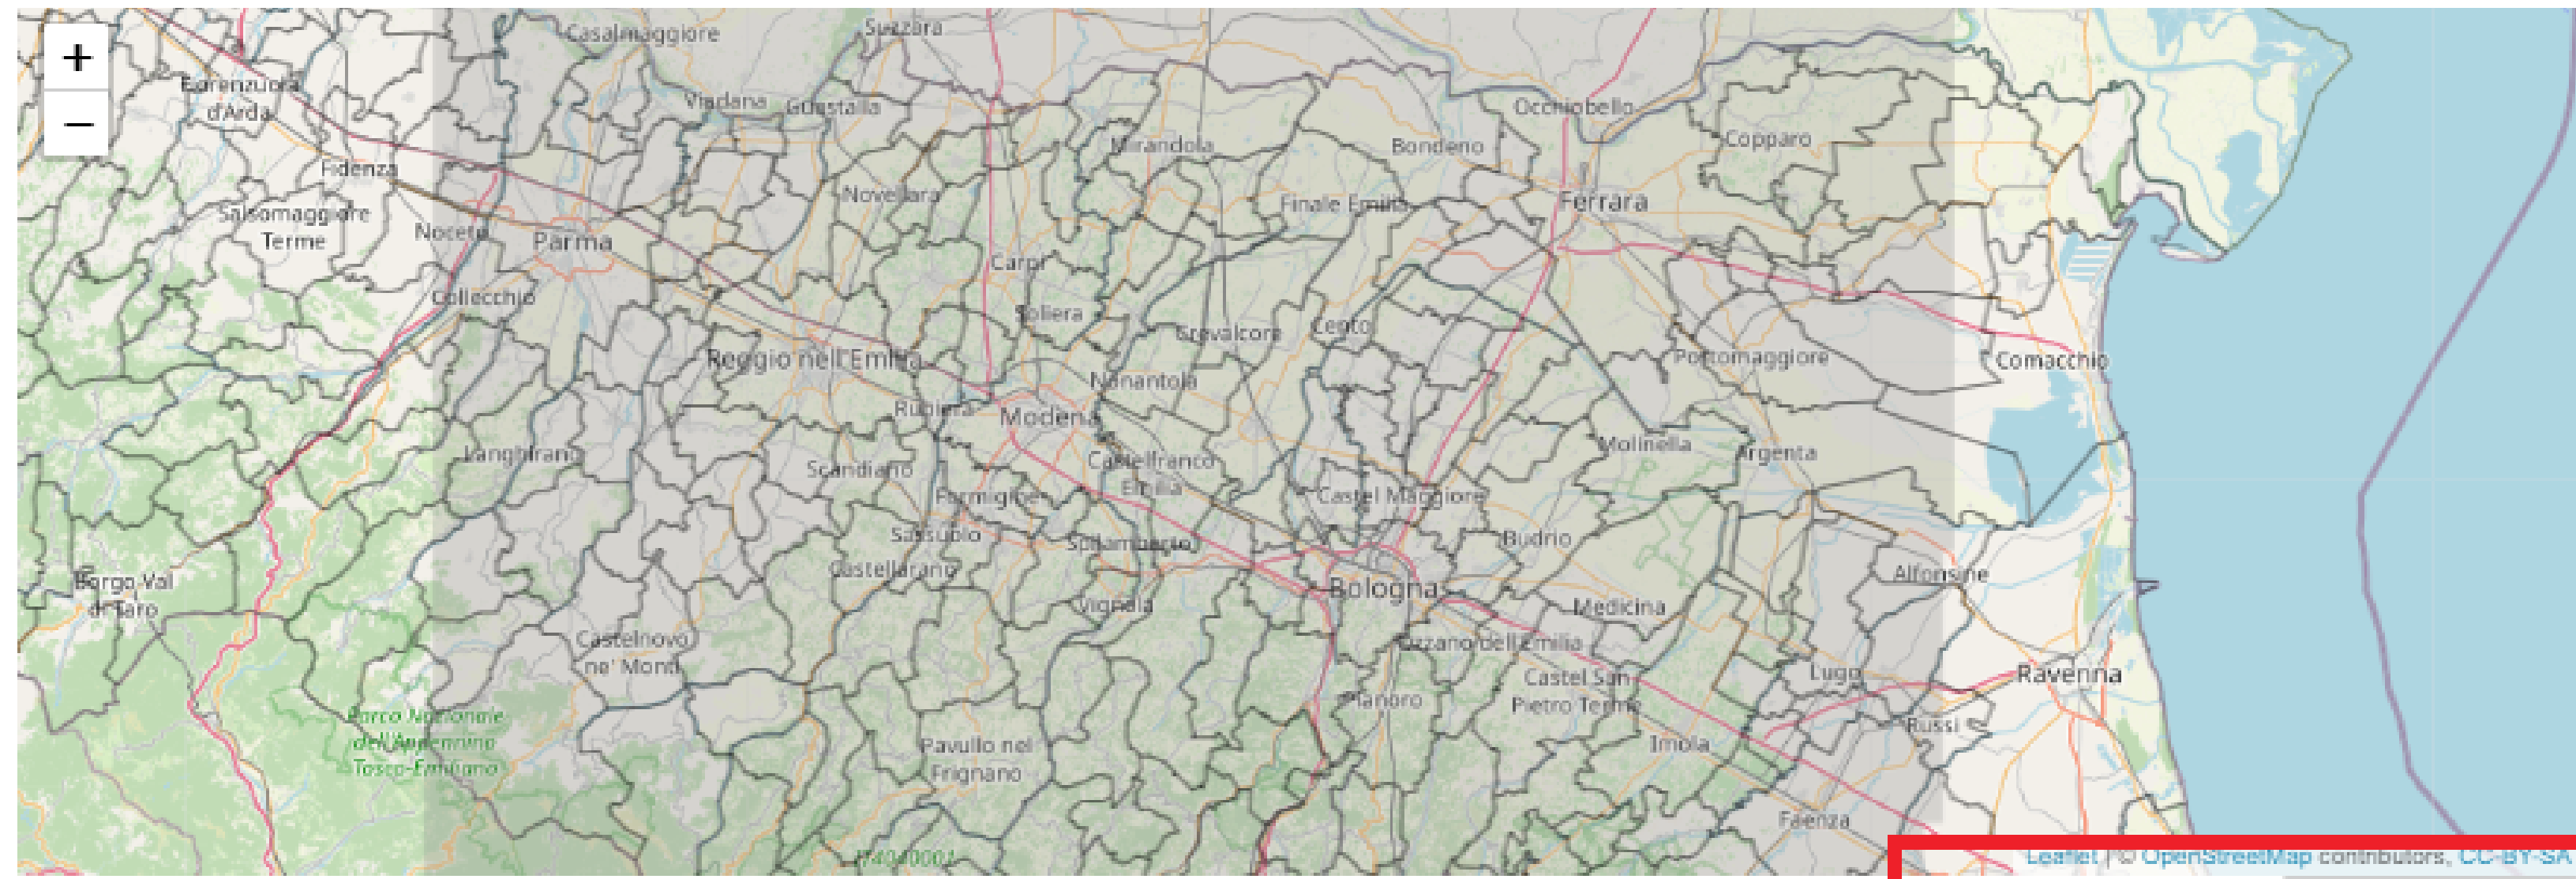 +
−
Casalmaggiore
Suzzara
Fiorenzuola
d'Arda
Viadana
Guastalla
Occhiobello
Copparo
Mirandola
Bondeno
Fidenza
Novellara
Finale Emilia
Ferrara
Salsomaggiore
Terme
Noceto
Parma
Carpi
Collecchio
Soliera
Crevalcore
Cento
Reggio nell'Emilia
Portomaggiore
Comacchio
Nonantola
Rubiera
Modena
Langhirano
Scandiano
Castelfranco
Emilia
Molinella
Argenta
Formigine
Castel Maggiore
Sassuolo
Spilamberto
Budrio
Castellarano
Alfonsine
Borgo Val
di Taro
Vignola
Bologna
Medicina
Castelnovo
ne' Monti
Ozzano dell'Emilia
Castel San
Pietro Terme
Lugo
Ravenna
Pianoro
Parco Nazionale
dell'Appennino
Tosco-Emiliano
Pavullo nel
Frignano
Imola
Russi
Faenza
IT4040001
Leaflet | © OpenStreetMap contributors, CC-BY-SA